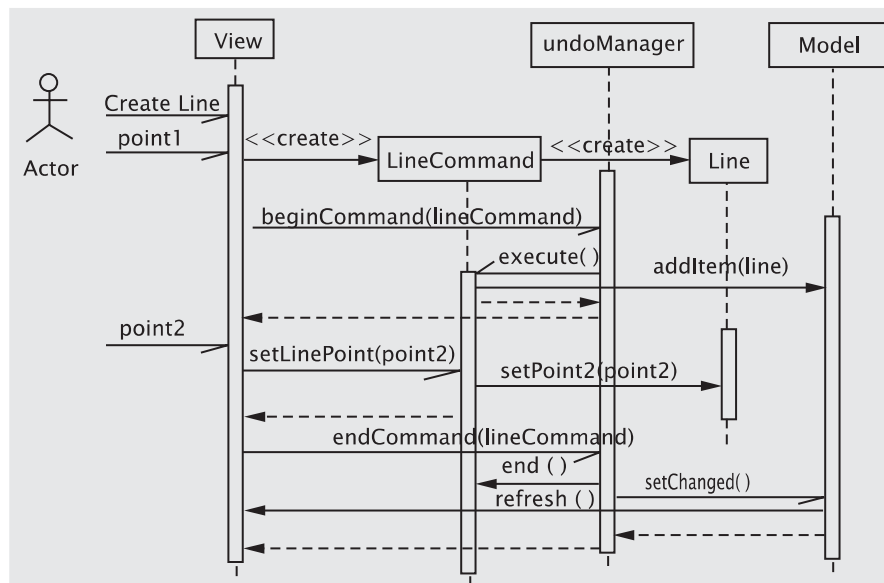 View
undoManager
Model
Create Line
point1
Actor
<<create>>
LineCommand
<<create>>
Line
beginCommand(lineCommand)
execute( )
addItem(line)
point2
setLinePoint(point2)
setPoint2(point2)
endCommand(lineCommand)
end ( )
setChanged( )
refresh ( )